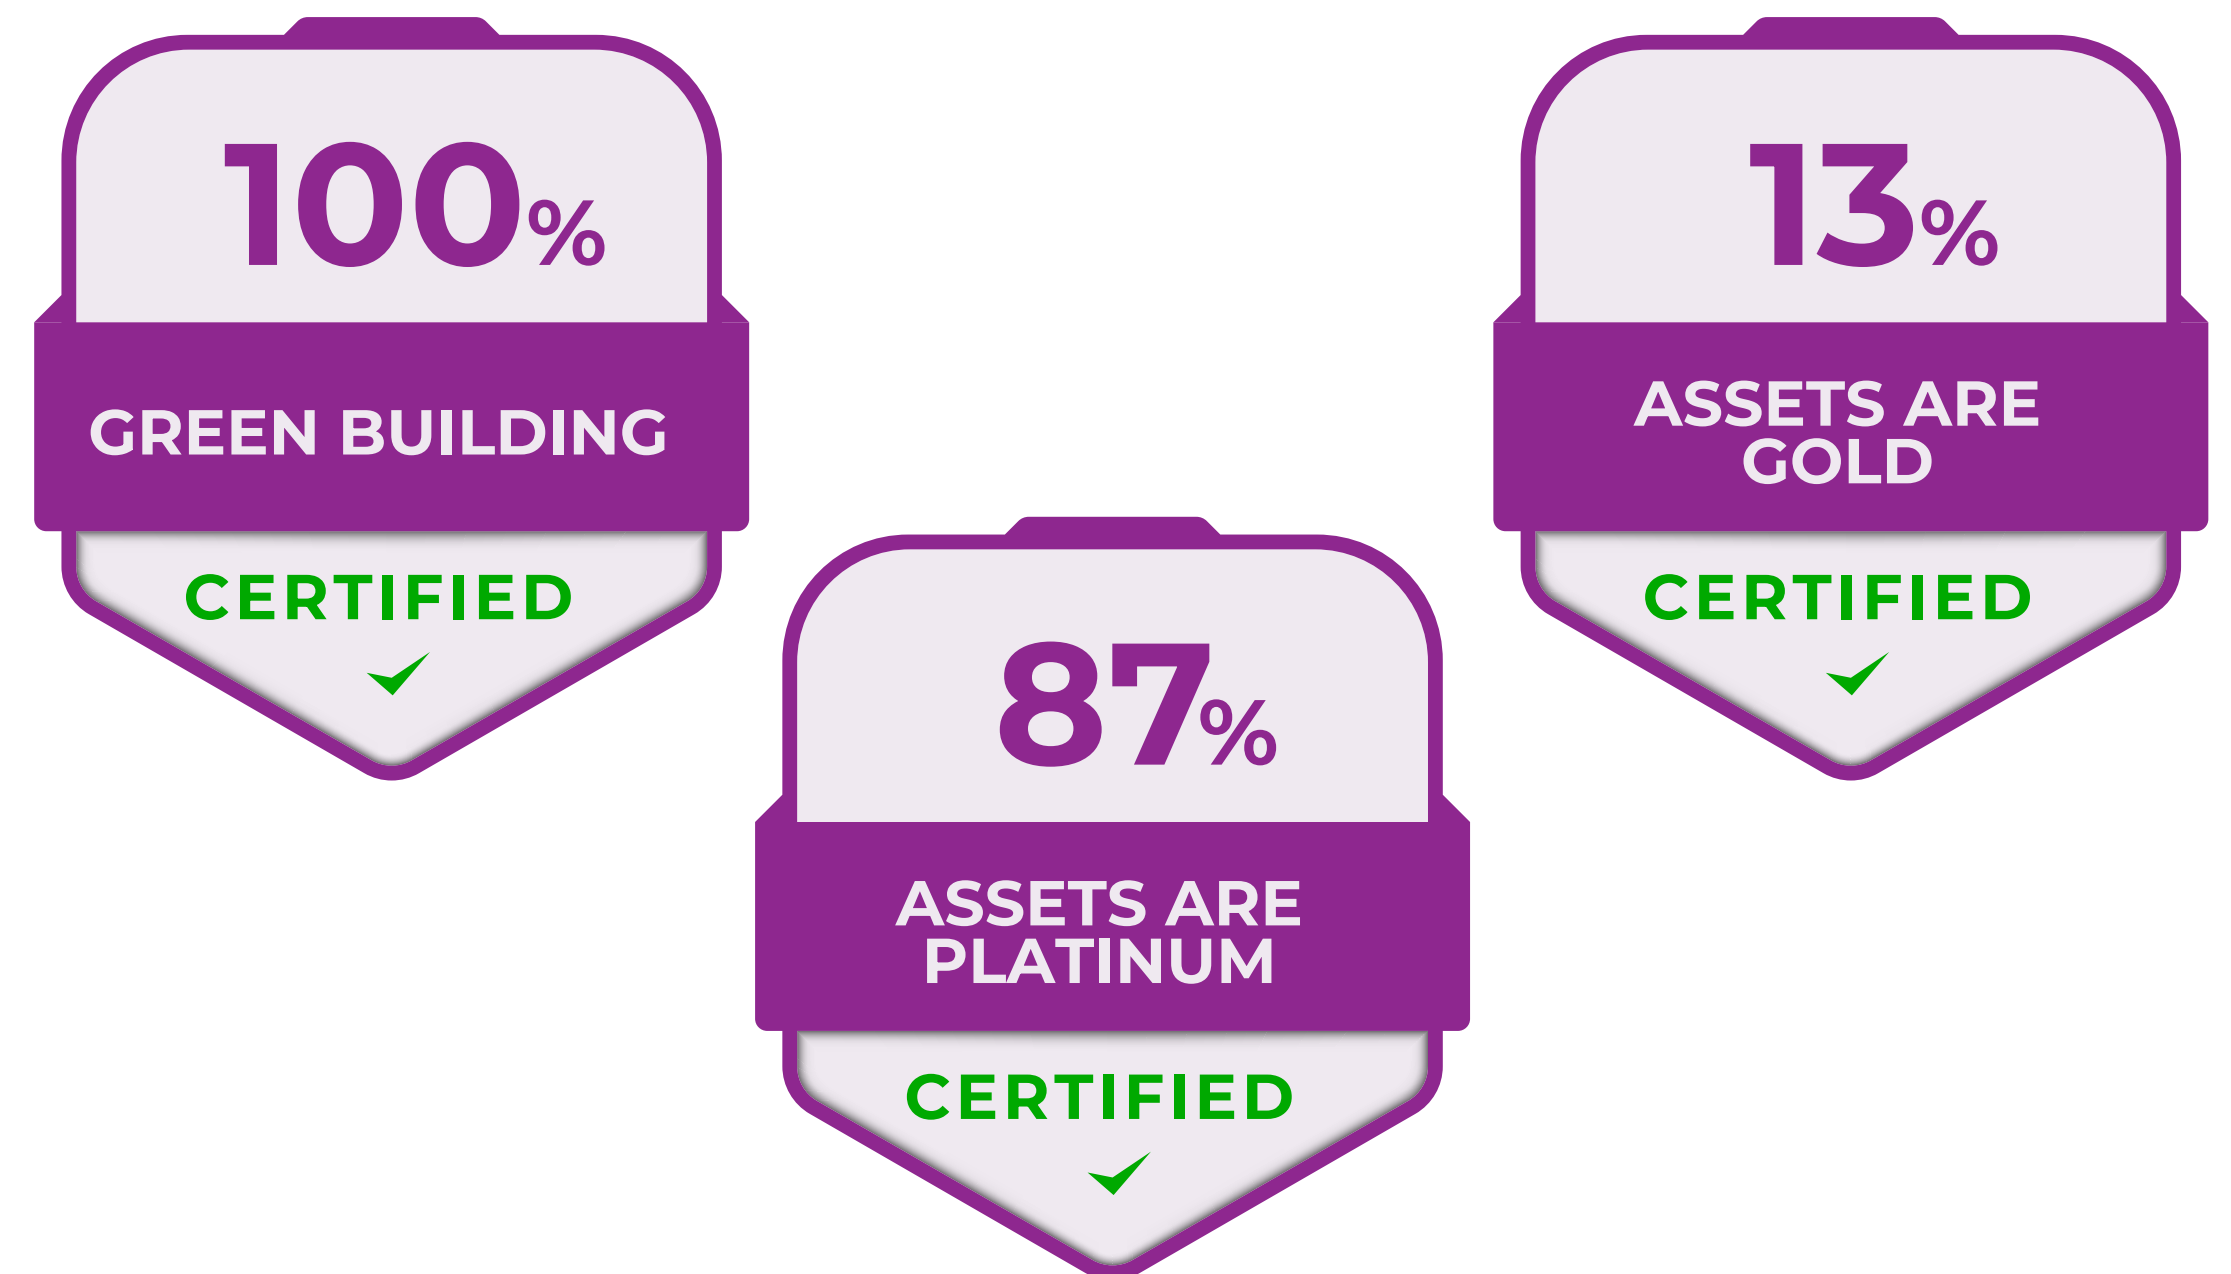 100%
GREEN BUILDING
CERTIFIED
87%
ASSETS ARE
PLATINUM
CERTIFIED
13%
ASSETS ARE
GOLD
CERTIFIED